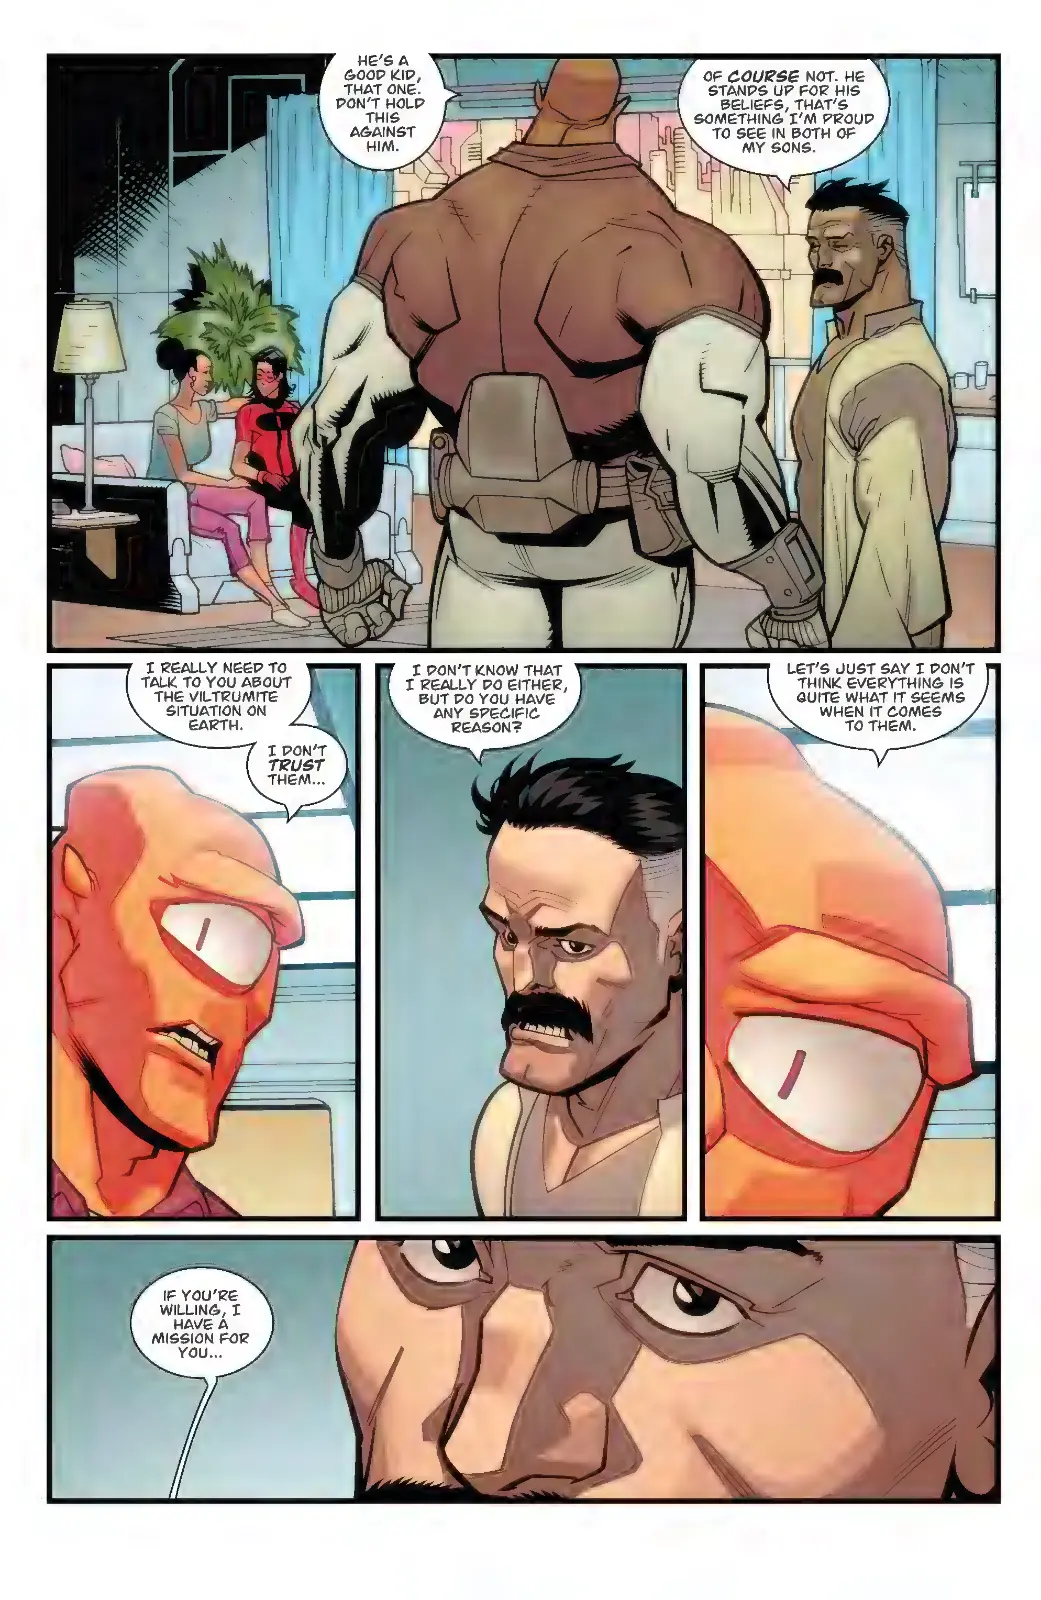 HE'S A
GOOD KID,
THAT ONE.
DON'T HOLD
THIS
AGAINST
HIM.
OF COURSE NOT. HE
STANDS UP FOR HIS
BELIEFS, THAT'S
SOMETHING I'M PROUD
TO SEE IN BOTH OF
MY SONS.
I REALLY NEED TO
TALK TO YOU ABOUT
THE VILTRUMITE
SITUATION ON
EARTH.
I DON'T
TRUST
THEM...
I DON'T KNOW THAT
I REALLY DO EITHER,
BUT DO YOU HAVE
ANY SPECIFIC
REASON?
LET'S JUST SAY I DON'T
THINK EVERYTHING IS
QUITE WHAT IT SEEMS
WHEN IT COMES
TO THEM.
IF YOU'RE
WILLING, I
HAVE A
MISSION FOR
YOU...